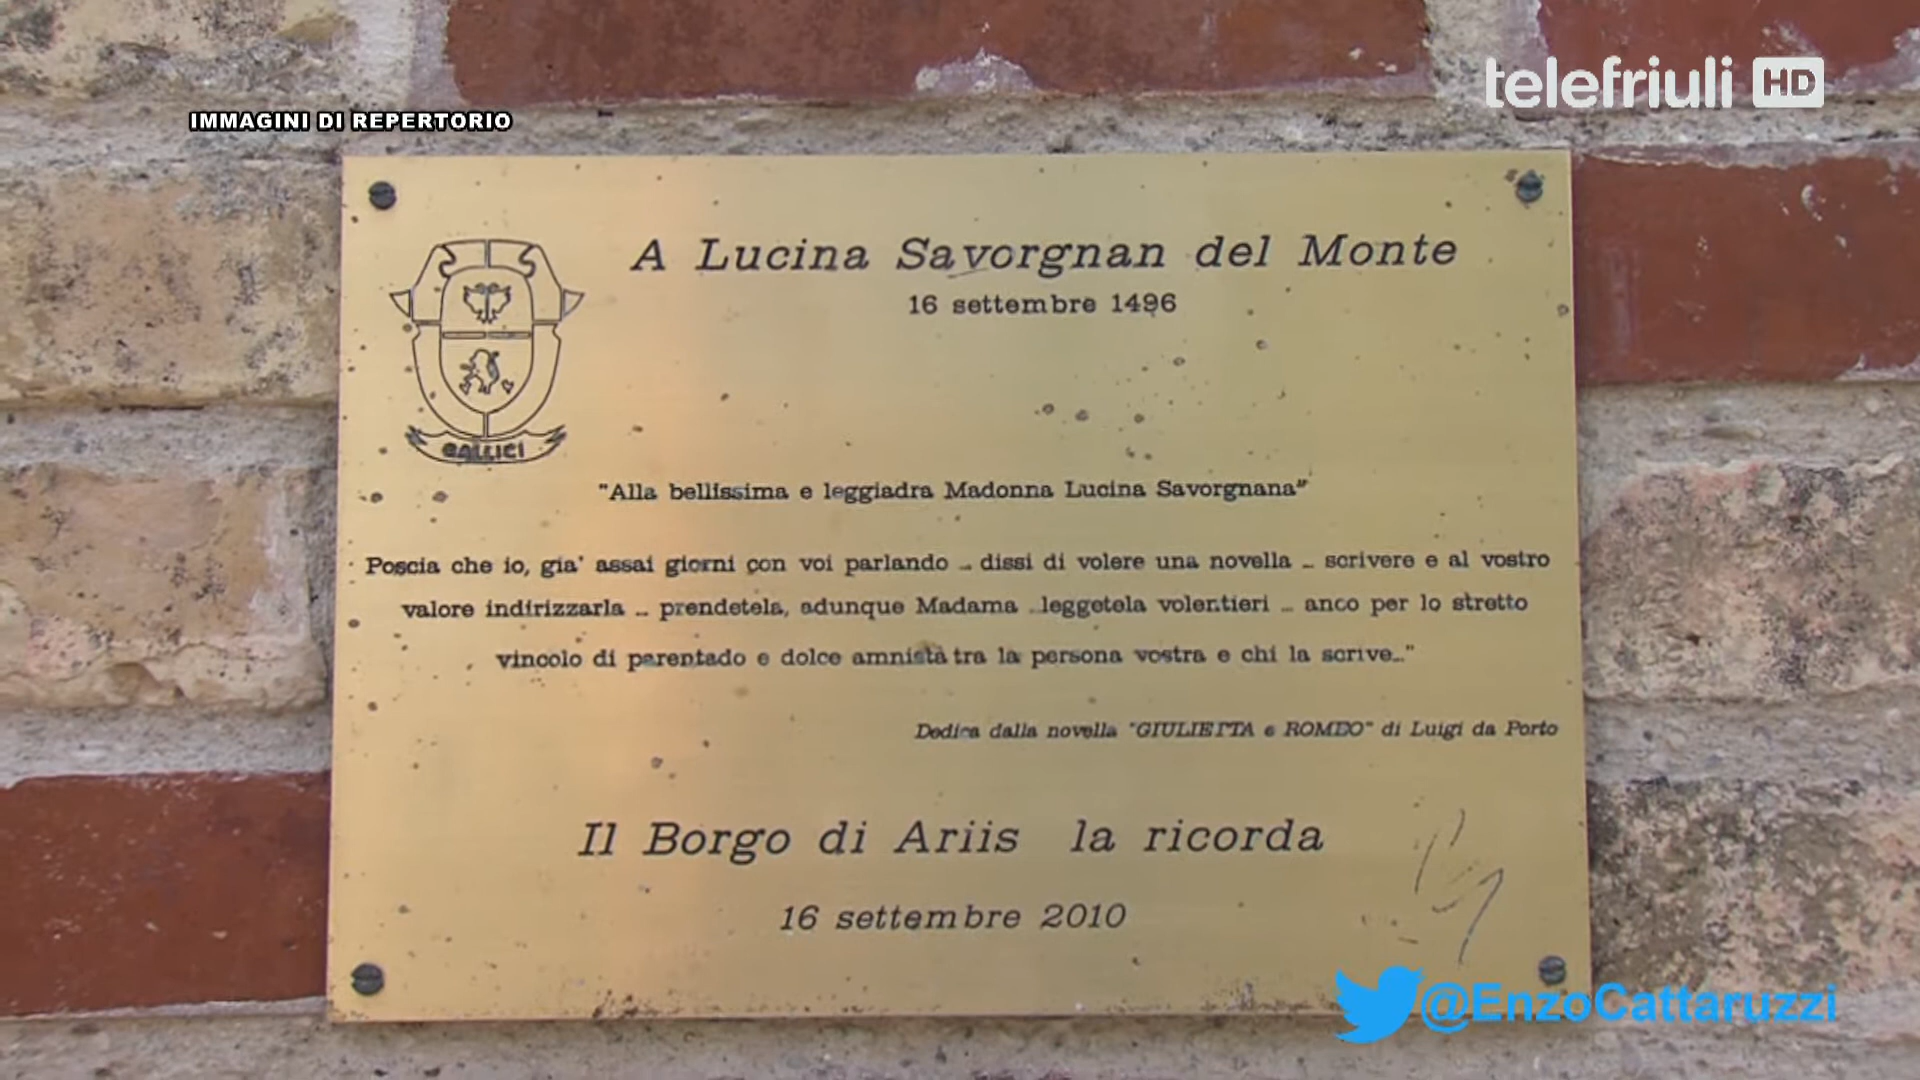 telefriuli HD
IMMAGINI DI REPERTORIO
A Lucina Savorgnan del Monte
16 settembre 1496
GALLICI
"Alla bellissima e leggiadra Madonna Lucina Savorgnana"
Poscia che io, gia' assai giorni con voi parlando ... dissi di volere una novella ... scrivere e al vostro
valore indirizzarla ... prendetela, adunque Madama ...leggetela volentieri ... anco per lo stretto
vincolo di parentado e dolce amnistà tra la persona vostra e chi la scrive..."
Dedica dalla novella "GIULIETTA e ROMEO" di Luigi da Porto
Il Borgo di Ariis la ricorda
16 settembre 2010
@EnzoCattaruzzi